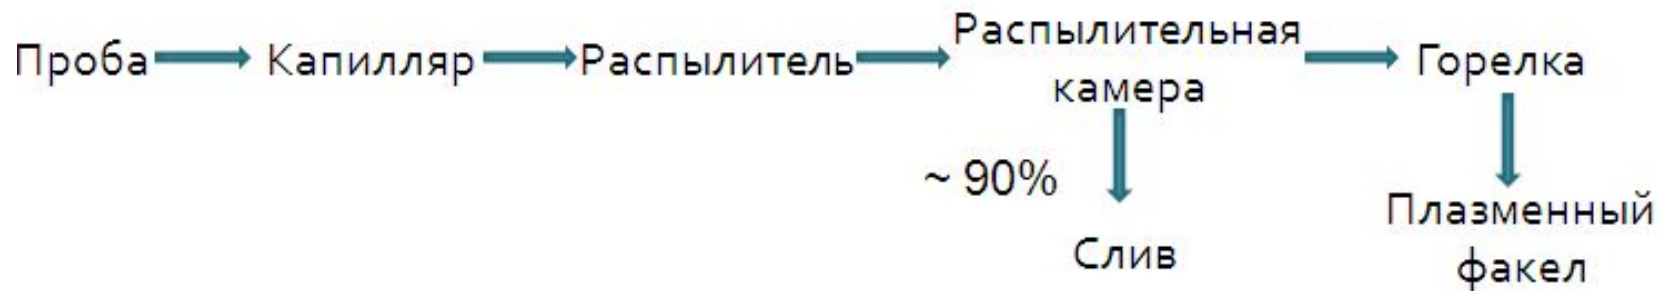 Проба
Капилляр
Распылитель
Распылительная
камера
Горелка
~ 90%
Слив
Плазменный
факел